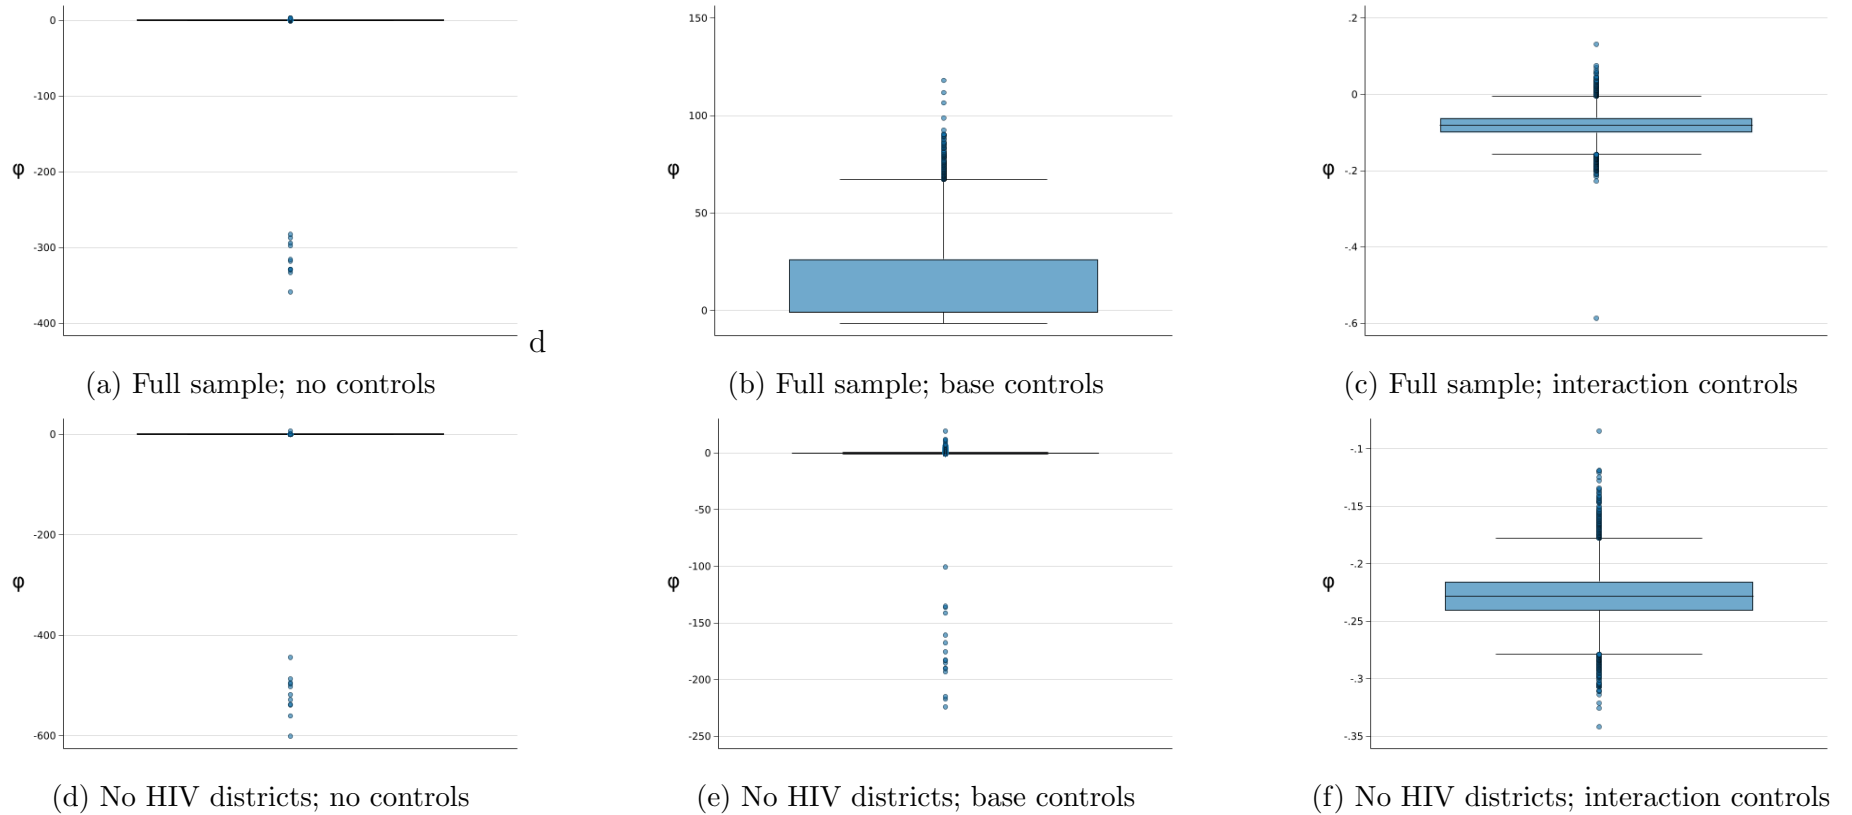 0
-100
-200
-300
-400
φ
d
(a) Full sample; no controls
150
100
50
0
φ
(b) Full sample; base controls
.2
0
-.2
-.4
-.6
φ
(c) Full sample; interaction controls
0
-200
-400
-600
φ
(d) No HIV districts; no controls
0
-50
-100
-150
-200
-250
φ
(e) No HIV districts; base controls
-.1
-.15
-.2
-.25
-.3
-.35
φ
(f) No HIV districts; interaction controls